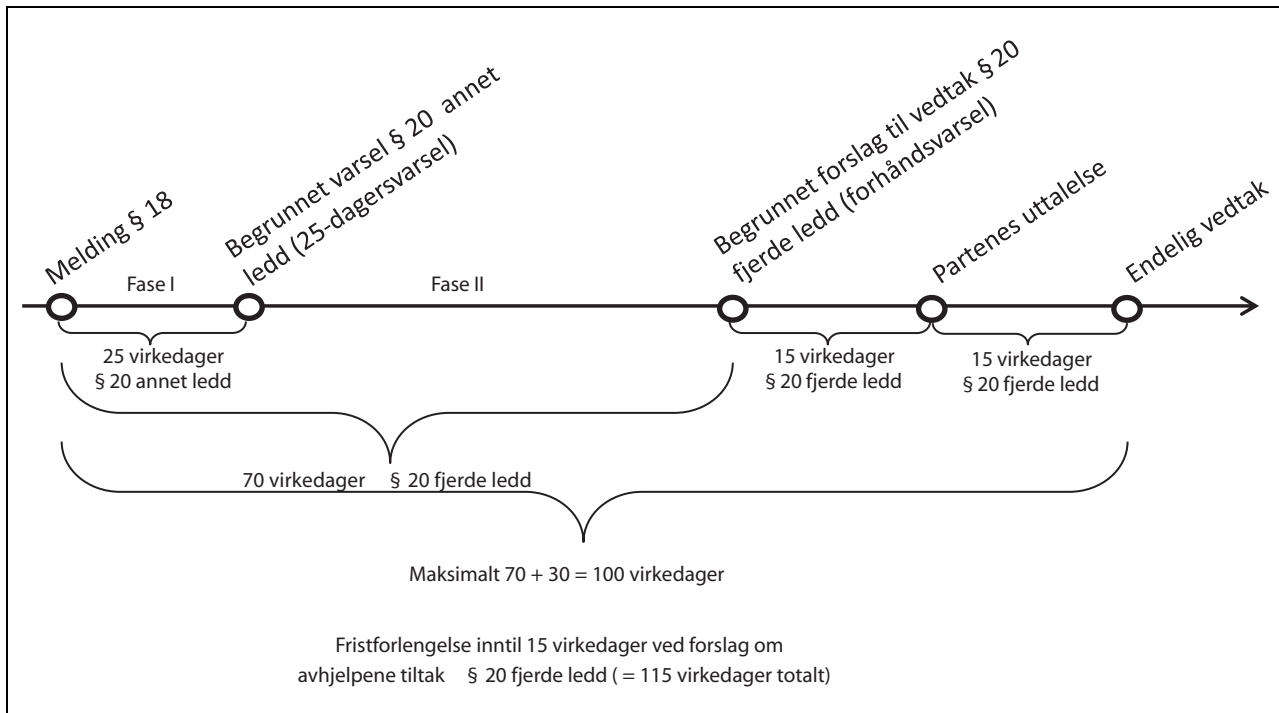 Melding § 18
Begrunnet varsel § 20 annet
ledd (25-dagersvarsel)
Begrunnet forslag til vedtak § 20
fjerde ledd (forhåndsvarsel)
Partenes uttalelse
Endelig vedtak
Fase I
Fase II
25 virkedager
§ 20 annet ledd
15 virkedager
§ 20 fjerde ledd
15 virkedager
§ 20 fjerde ledd
70 virkedager § 20 fjerde ledd
Maksimalt 70 + 30 = 100 virkedager
Fristforlengelse inntil 15 virkedager ved forslag om
avhjelpene tiltak § 20 fjerde ledd ( = 115 virkedager totalt)